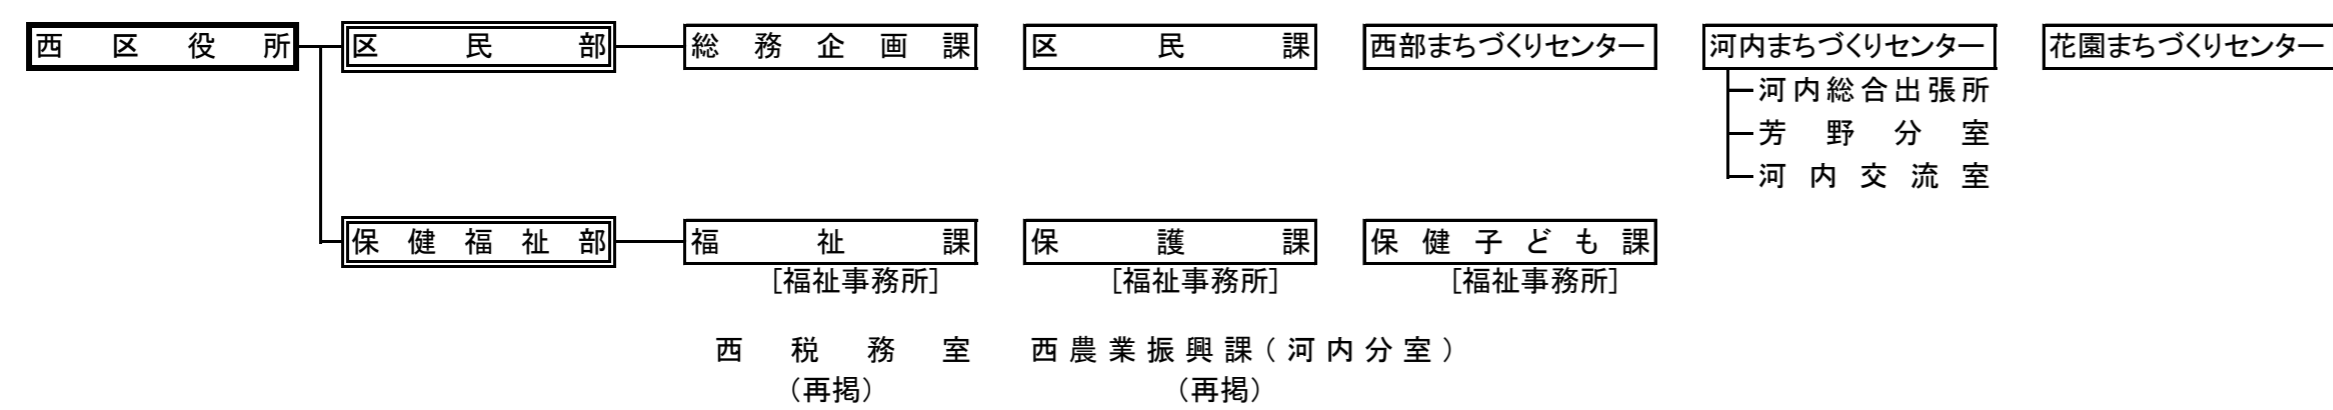 西区役所 区民部 総務企画課 区民課 西部まちづくりセンター 河内まちづくりセンター 花園まちづくりセンター
河内総合出張所
芳野分室
河内交流室
保健福祉部 福祉課 保護課 保健子ども課
［福祉事務所］ ［福祉事務所］ ［福祉事務所］
西税務室 西農業振興課（河内分室）
（再掲） （再掲）